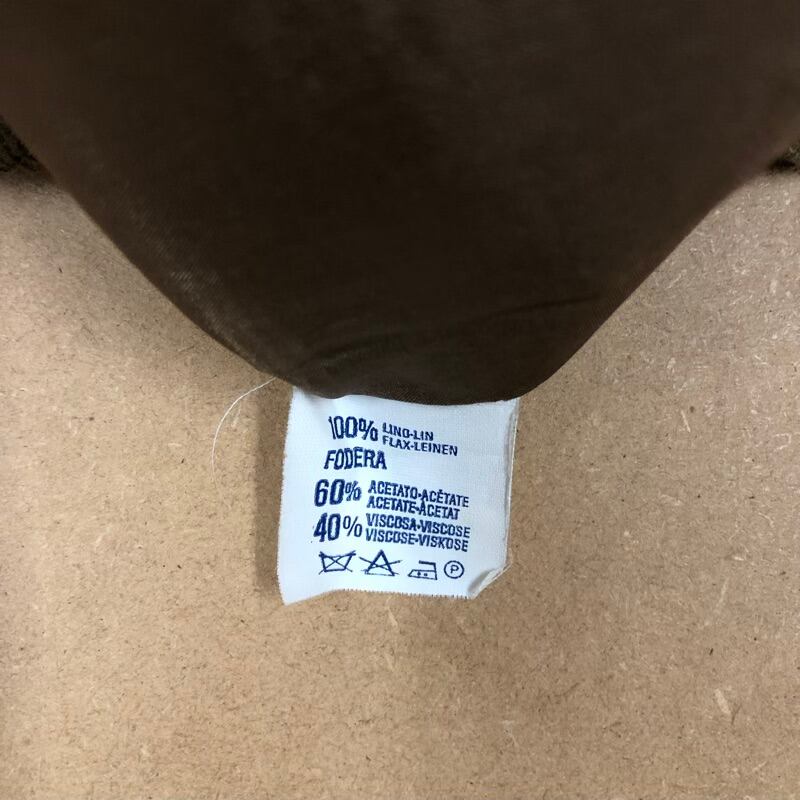 100% LINO-LIN
FLAX-LEINEN
FODERA
60% ACETATO-ACÉTATE
ACETATE-ACETAT
40% VISCOSA-VISCOSE
VISCOSE-VISKOSE
P